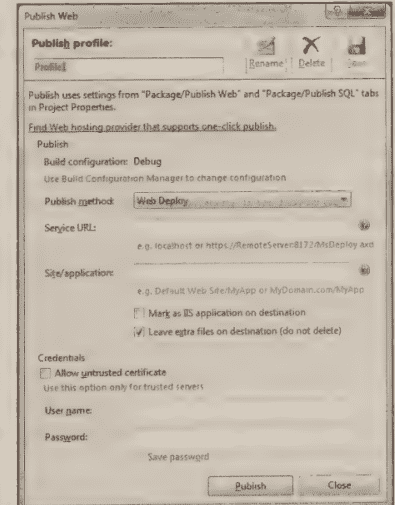 Publish Web
Publish profile:
Profile1
Rename Delete Save
Publish uses settings from "Package/Publish Web" and "Package/Publish SQL" tabs
in Project Properties.
Find Web hosting provider that supports one-click publish.
Publish
Build configuration: Debug
Use Build Configuration Manager to change configuration
Publish method: Web Deploy
Service URL:
e.g. localhost or https://RemoteServer:8172/MsDeploy.axd
Site/application:
e.g. Default Web Site/MyApp or MyDomain.com/MyApp
Mark as IIS application on destination
Leave extra files on destination (do not delete)
Credentials
Allow untrusted certificate
Use this option only for trusted servers
User name:
Password:
Save password
Publish Close